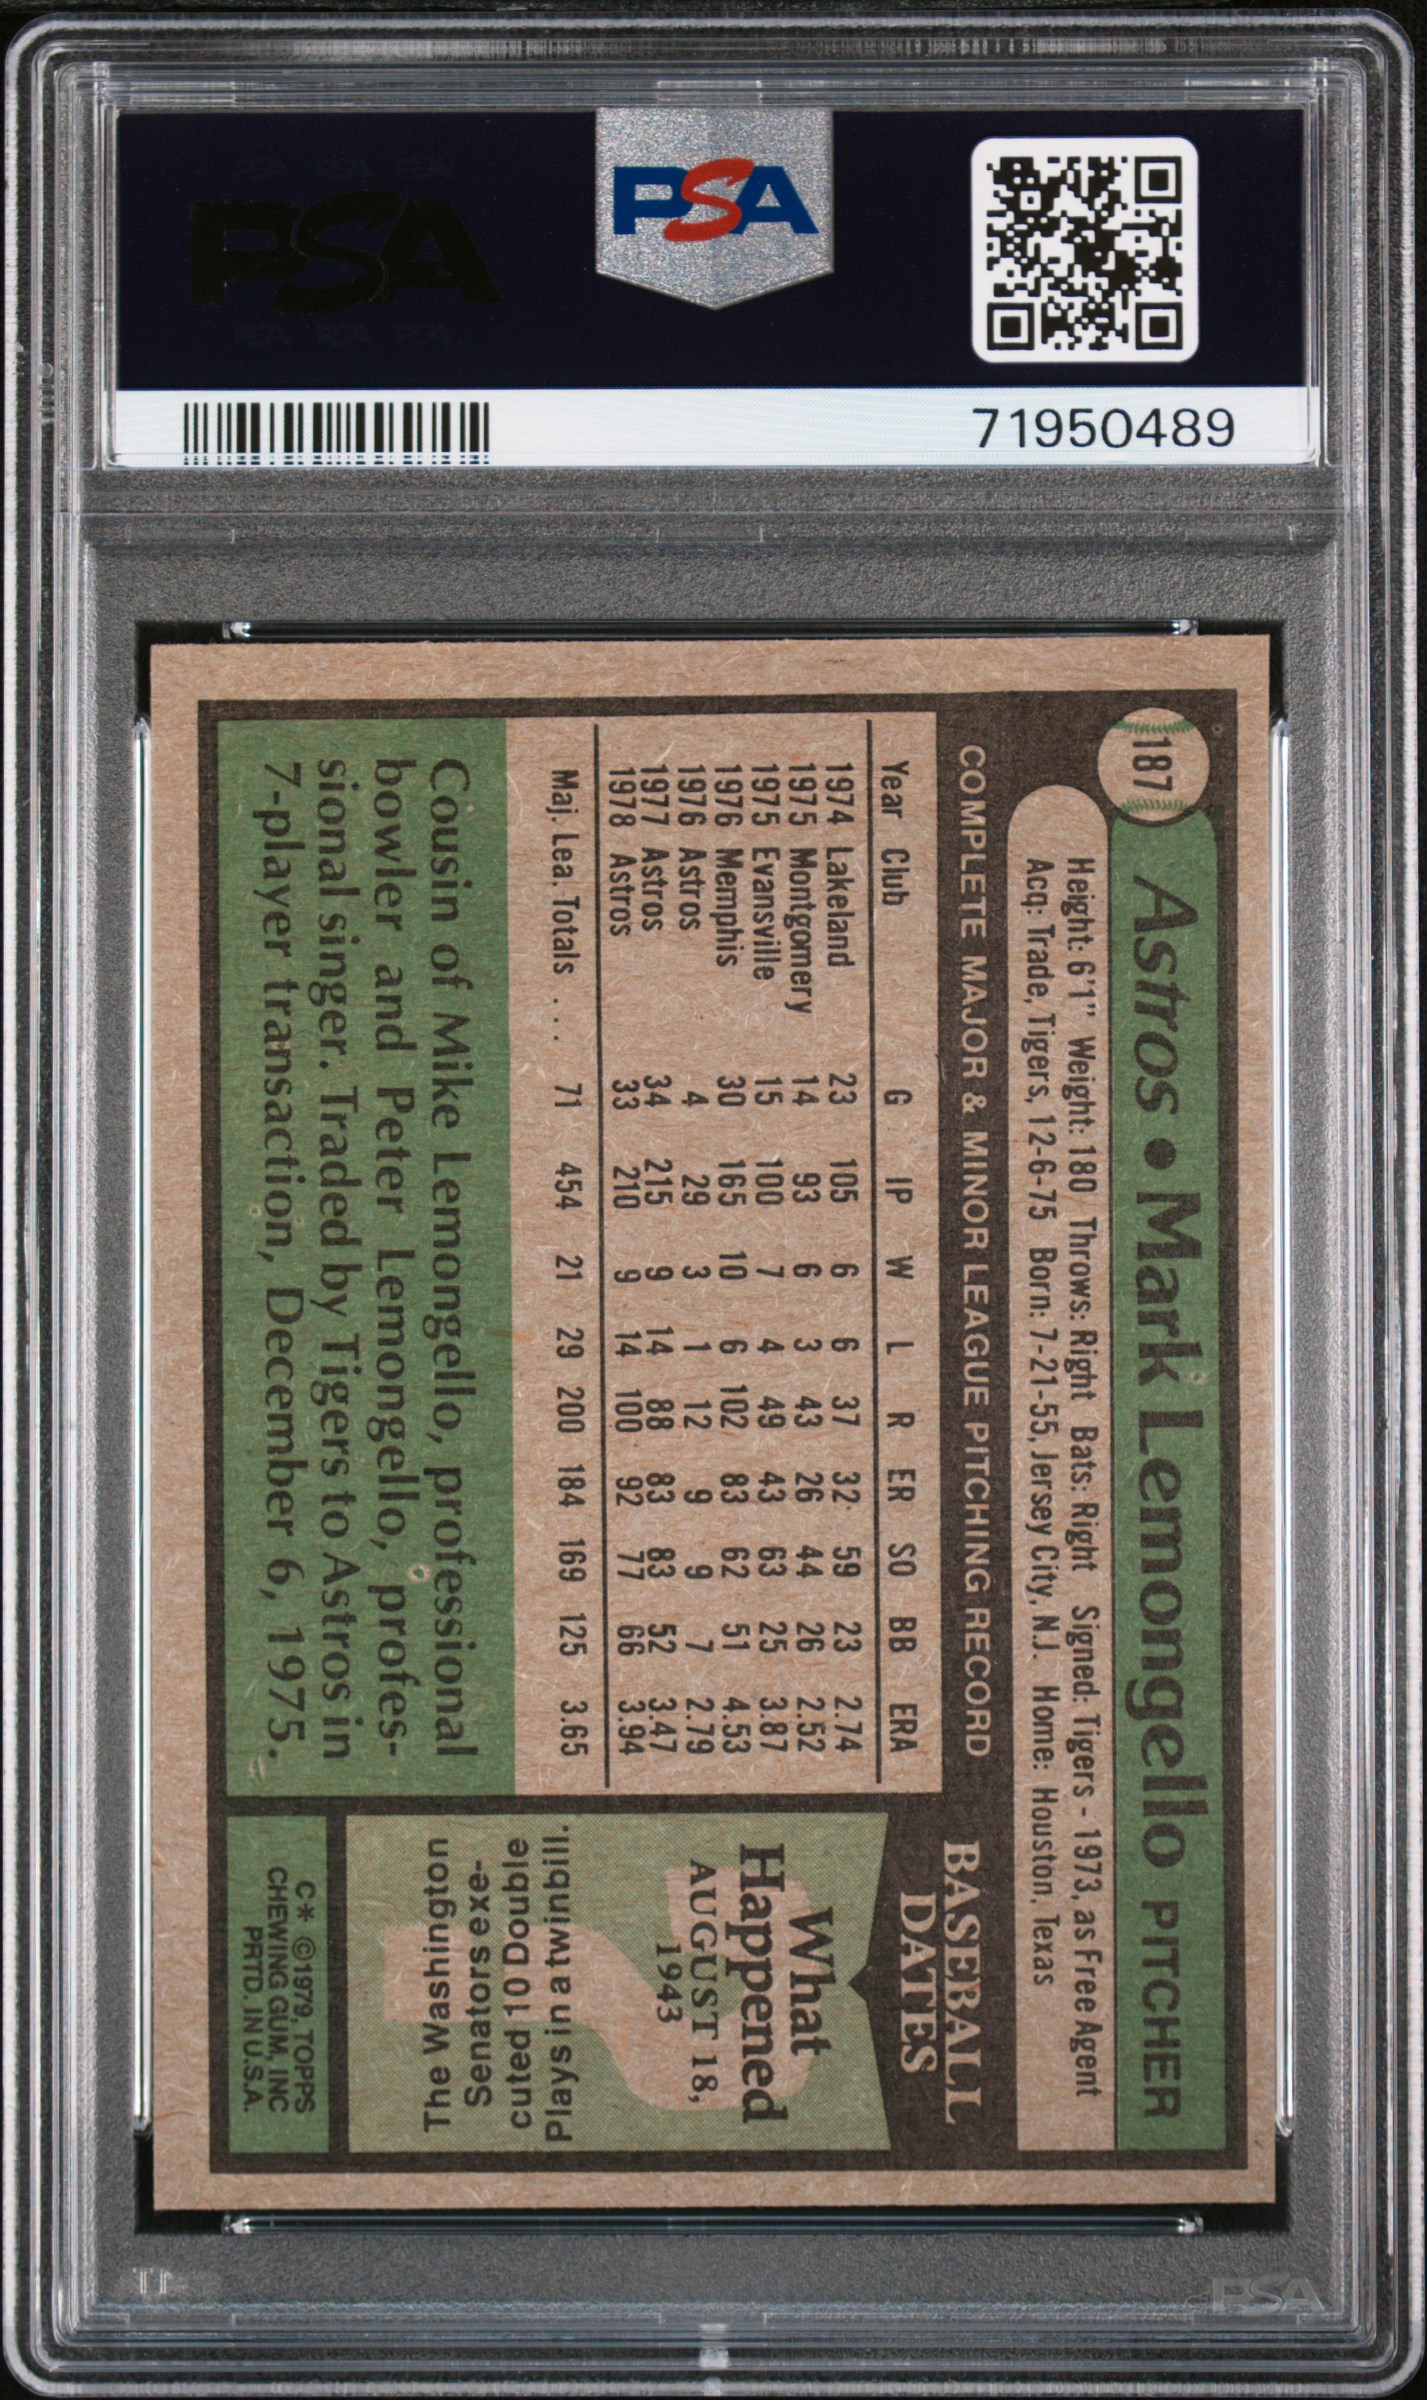 PSA
PSA
71950489
187
Astros • Mark Lemongello PITCHER
Height: 6'1" Weight: 180 Throws: Right Bats: Right Signed: Tigers - 1973, as Free Agent
Acq: Trade, Tigers, 12-6-75 Born: 7-21-55, Jersey City, N.J. Home: Houston, Texas
COMPLETE MAJOR & MINOR LEAGUE PITCHING RECORD
Year Club G IP W L R ER SO BB ERA
1974 Lakeland 23 105 6 6 37 32 59 23 2.74
1975 Montgomery 14 93 6 3 43 26 44 26 2.52
1975 Evansville 15 100 7 4 49 43 63 25 3.87
1976 Memphis 30 165 10 6 102 83 62 51 4.53
1976 Astros 4 29 3 1 12 9 9 7 2.79
1977 Astros 34 215 9 14 88 83 83 52 3.47
1978 Astros 33 210 9 14 100 92 77 66 3.94
Maj. Lea. Totals . . . 71 454 21 29 200 184 169 125 3.65
Cousin of Mike Lemongello, professional
bowler and Peter Lemongello, profes-
sional singer. Traded by Tigers to Astros in
7-player transaction, December 6, 1975.
BASEBALL
DATES
What
Happened
AUGUST 18,
1943
Plays in a twinbill.
cuted 10 Double
Senators exe-
The Washington
C* ©1979, TOPPS
CHEWING GUM, INC
PRTD. IN U.S.A.
PSA